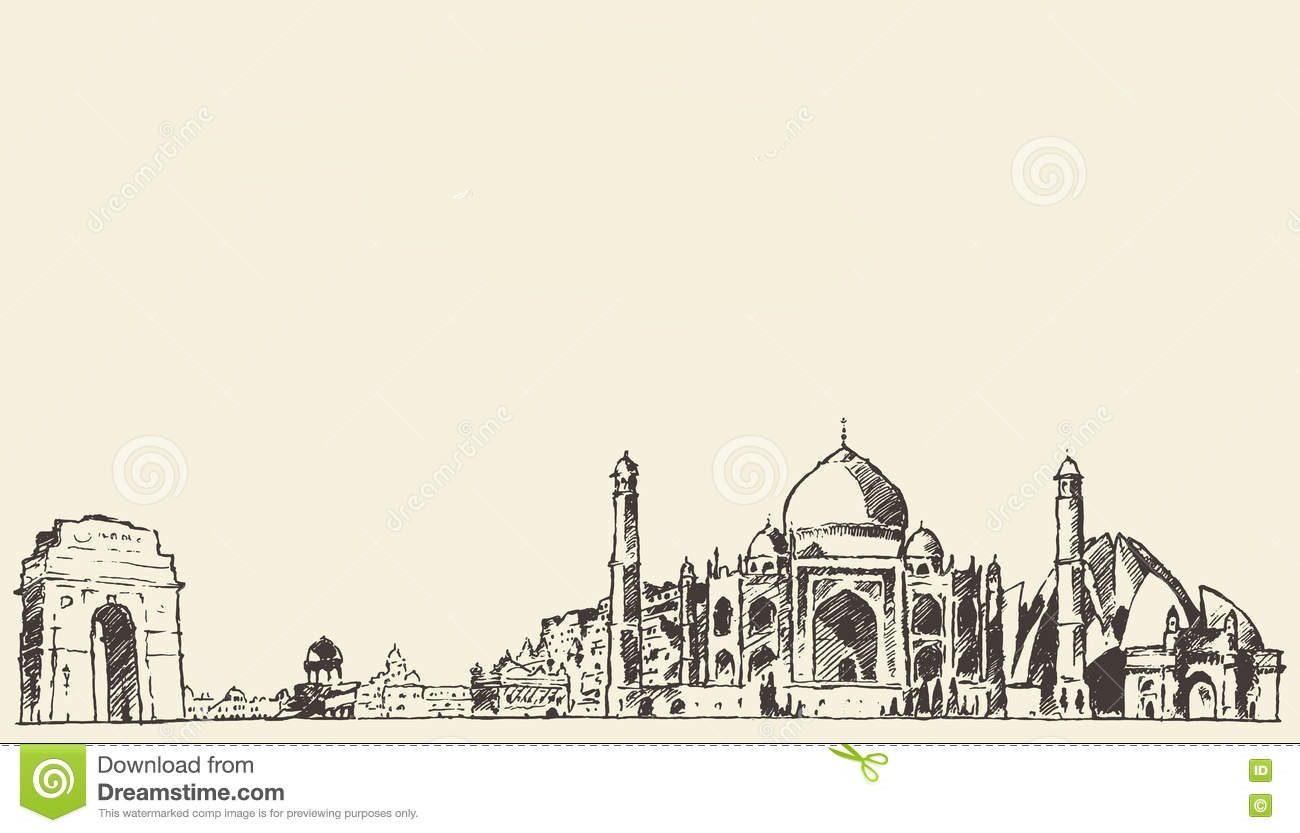 dreamstime
dreamstime
dreamstime
Download from
Dreamstime.com
This watermarked comp image is for previewing purposes only.
ID
©